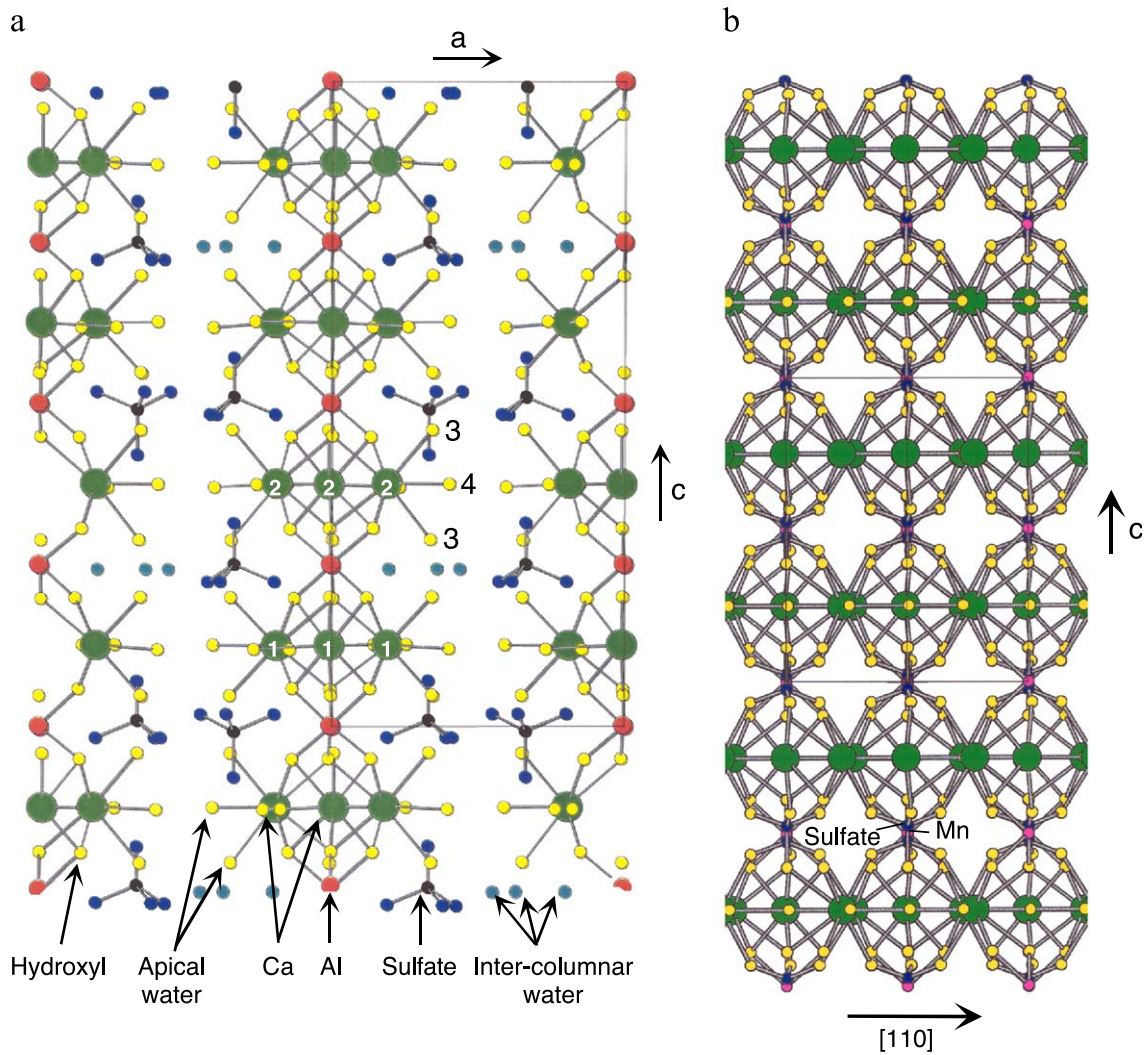 a
b
a
3
2 2 2
4
3
c
c
1 1 1
Sulfate
Mn
Hydroxyl
Apical
water
Ca
Al
Sulfate
Inter-columnar
water
[110]